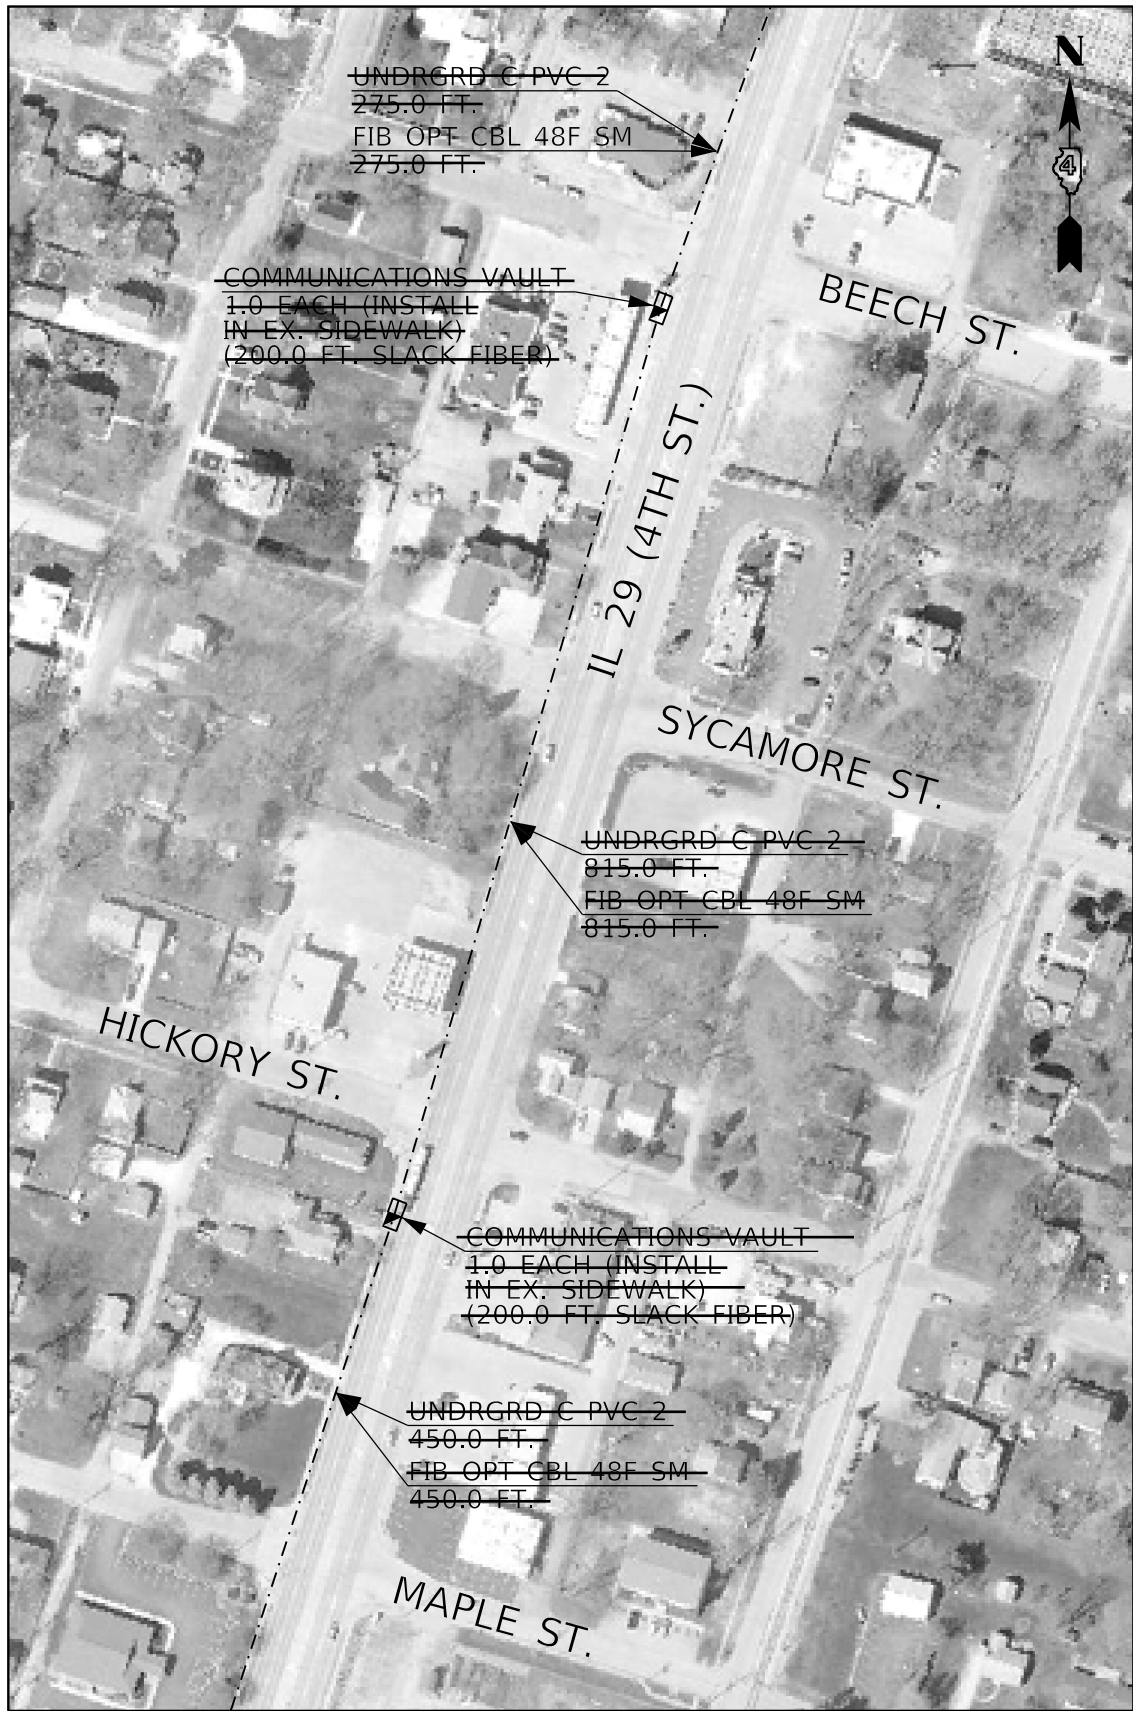 UNDRGRD C PVC 2
275.0 FT.
FIB OPT CBL 48F SM
275.0 FT.
N
4
COMMUNICATIONS VAULT
1.0 EACH (INSTALL
IN EX. SIDEWALK)
(200.0 FT. SLACK FIBER)
BEECH ST.
IL 29 (4TH ST.)
SYCAMORE ST.
UNDRGRD C PVC 2
815.0 FT.
FIB OPT CBL 48F SM
815.0 FT.
HICKORY ST.
COMMUNICATIONS VAULT
1.0 EACH (INSTALL
IN EX. SIDEWALK)
(200.0 FT. SLACK FIBER)
UNDRGRD C PVC 2
450.0 FT.
FIB OPT CBL 48F SM
450.0 FT.
MAPLE ST.